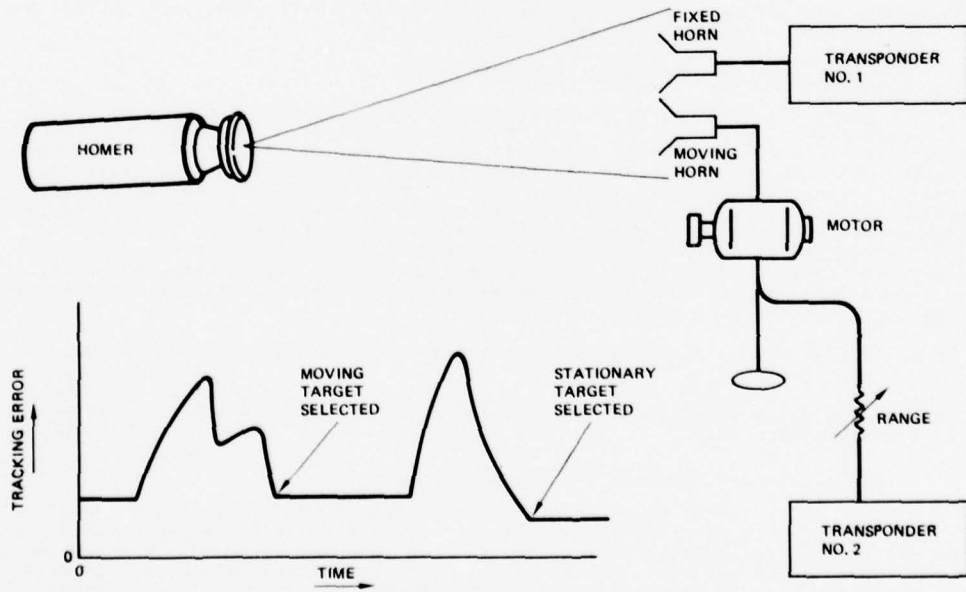 FIXED
HORN
TRANSPONDER
NO. 1
HOMER
MOVING
HORN
MOTOR
MOVING
TARGET
SELECTED
STATIONARY
TARGET
SELECTED
RANGE
TRACKING ERROR
TRANSPONDER
NO. 2
0
0
TIME